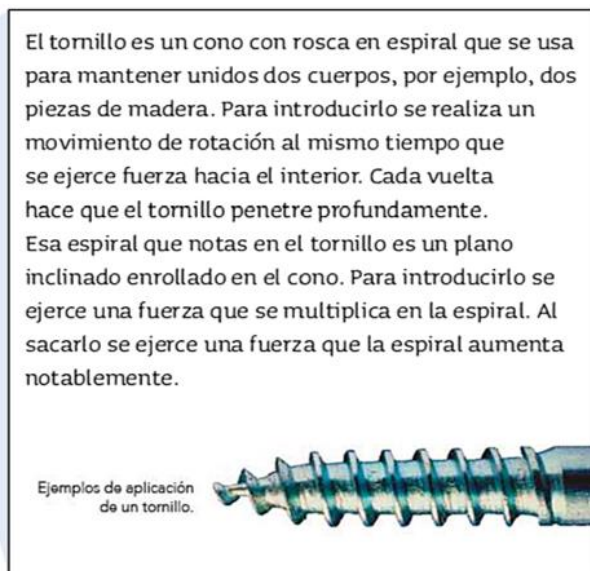 El tornillo es un cono con rosca en espiral que se usa
para mantener unidos dos cuerpos, por ejemplo, dos
piezas de madera. Para introducirlo se realiza un
movimiento de rotación al mismo tiempo que
se ejerce fuerza hacia el interior. Cada vuelta
hace que el tornillo penetre profundamente.
Esa espiral que notas en el tornillo es un plano
inclinado enrollado en el cono. Para introducirlo se
ejerce una fuerza que se multiplica en la espiral. Al
sacarlo se ejerce una fuerza que la espiral aumenta
notablemente.
Ejemplos de aplicación
de un tornillo.